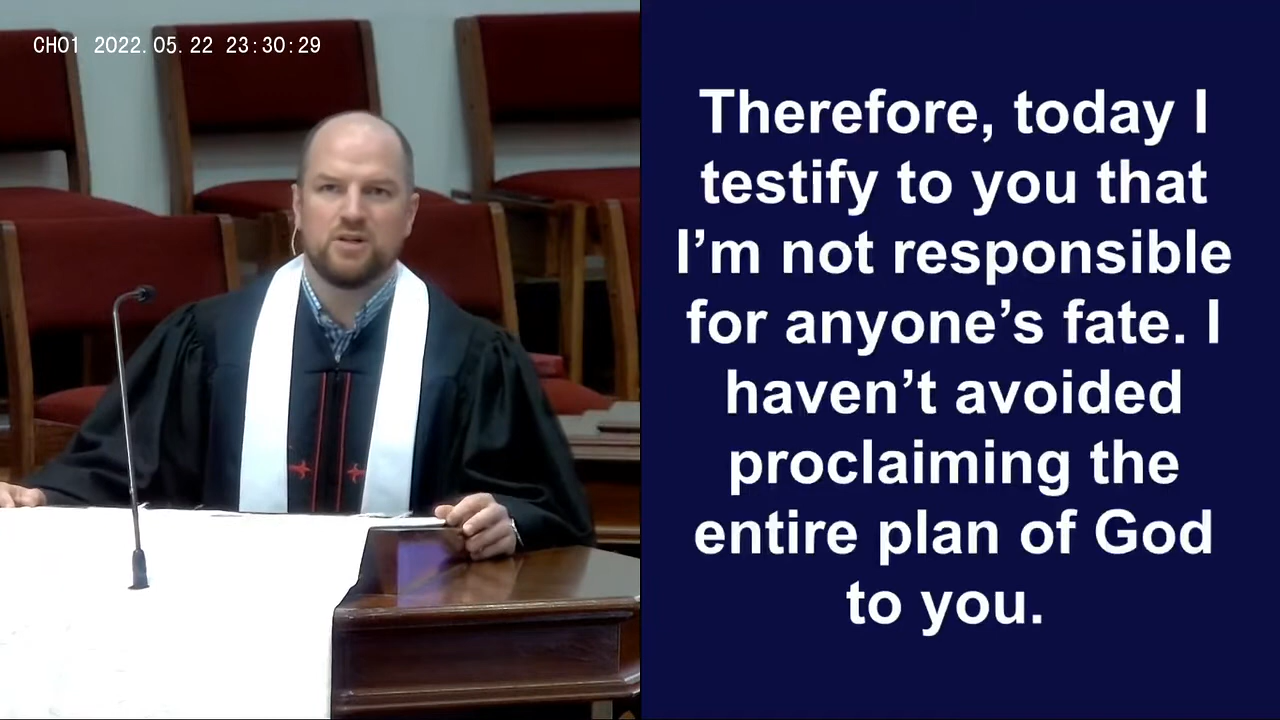 CH01 2022.05.22 23:30:29
Therefore, today I
testify to you that
I’m not responsible
for anyone’s fate. I
haven’t avoided
proclaiming the
entire plan of God
to you.